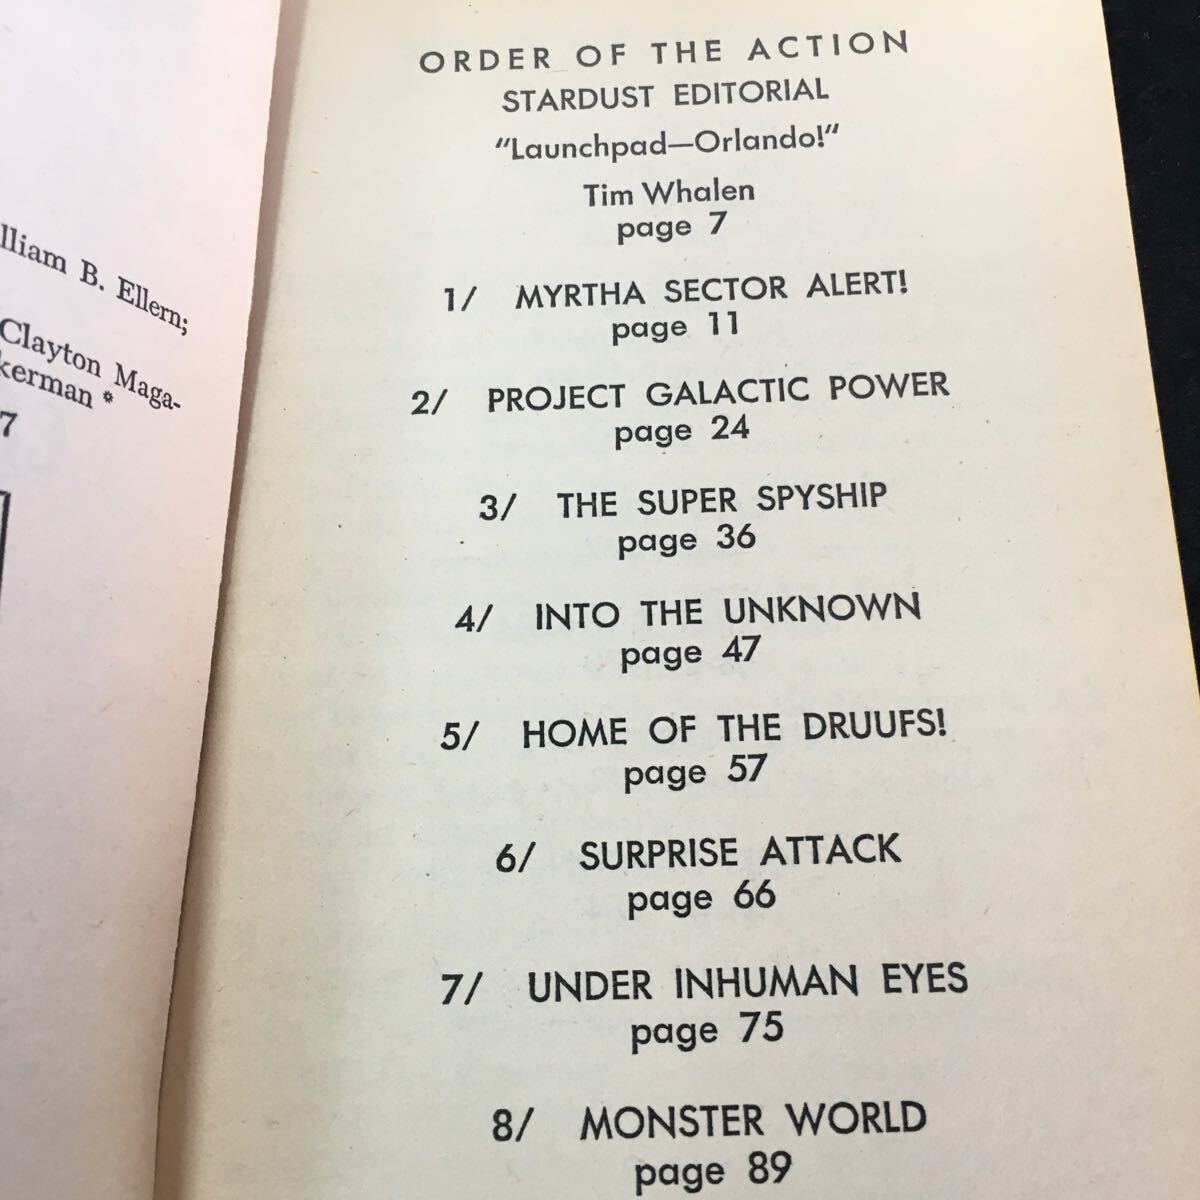 lliam B. Ellern;
Clayton Maga-
kerman *
7
ORDER OF THE ACTION
STARDUST EDITORIAL
"Launchpad—Orlando!"
Tim Whalen
page 7
1/ MYRTHA SECTOR ALERT!
page 11
2/ PROJECT GALACTIC POWER
page 24
3/ THE SUPER SPYSHIP
page 36
4/ INTO THE UNKNOWN
page 47
5/ HOME OF THE DRUUFS!
page 57
6/ SURPRISE ATTACK
page 66
7/ UNDER INHUMAN EYES
page 75
8/ MONSTER WORLD
page 89